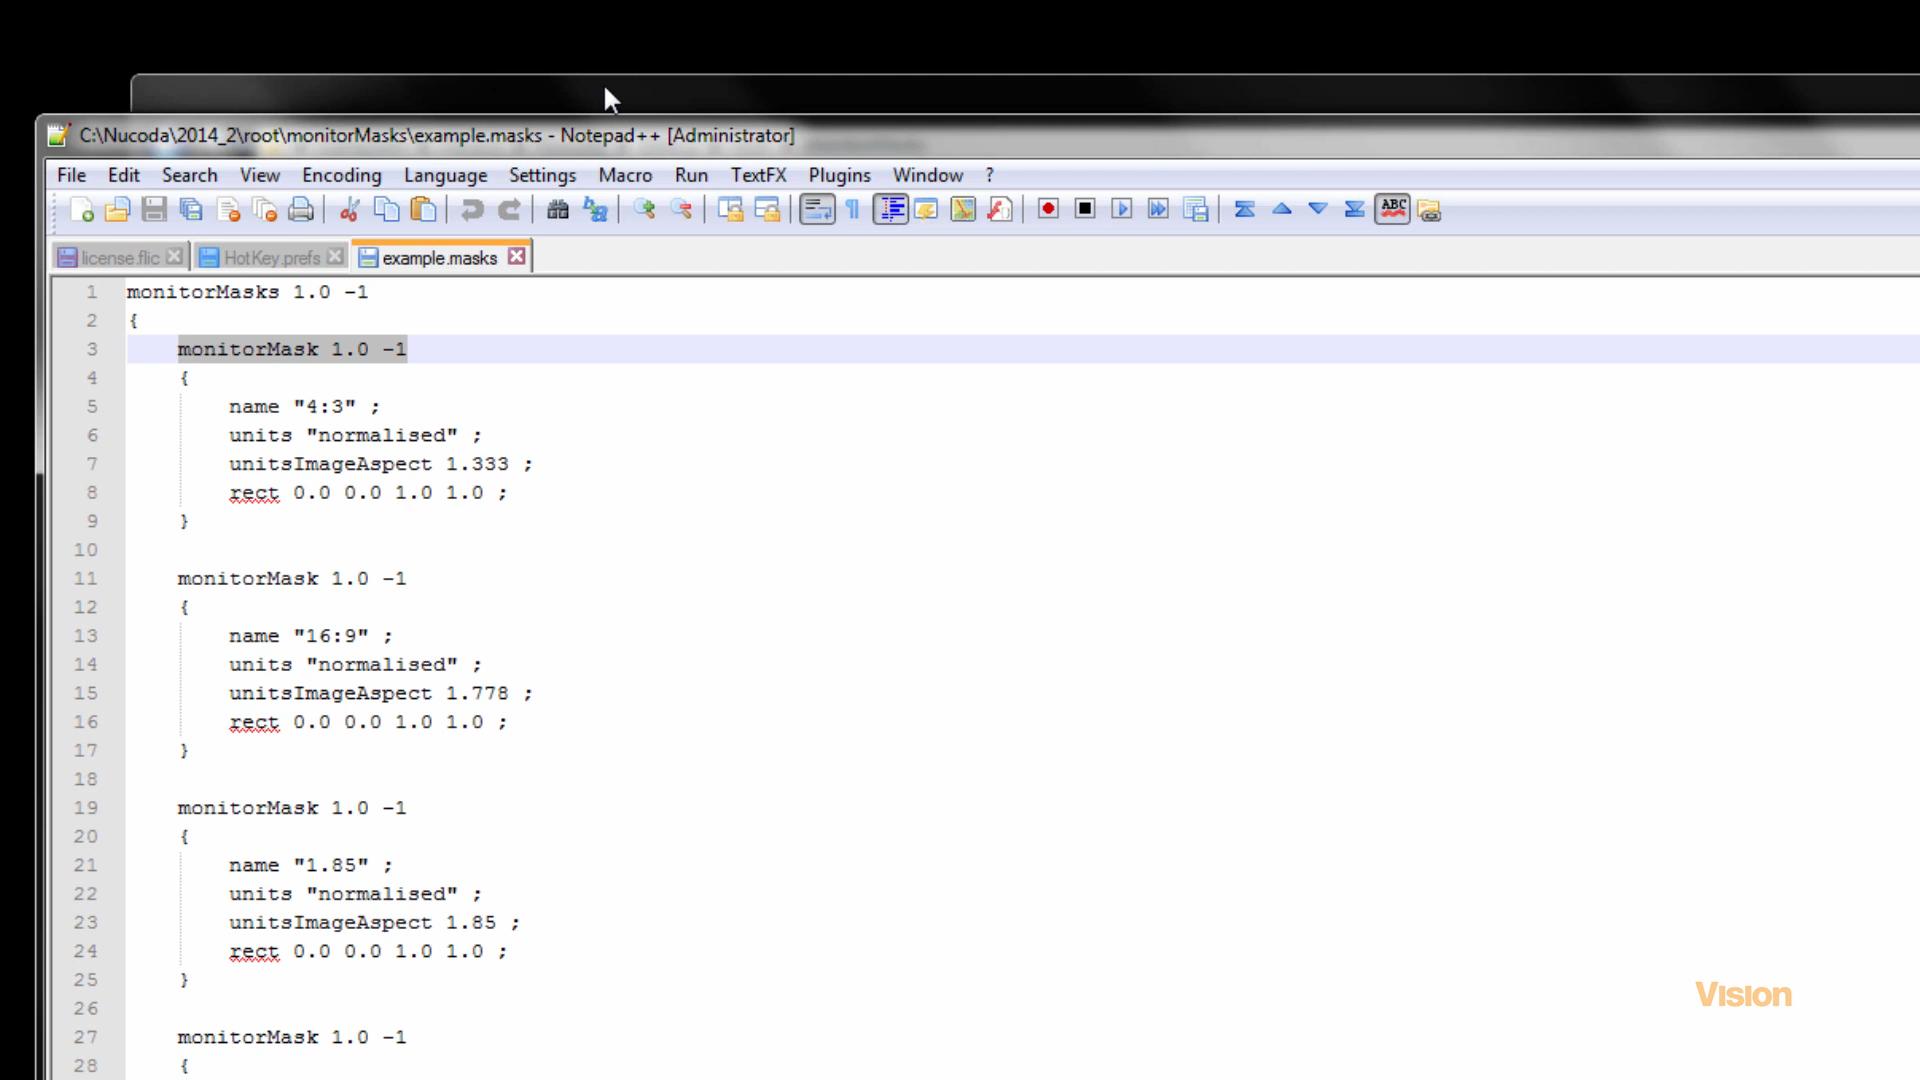 C:\Nucoda\2014_2\root\monitorMasks\example.masks - Notepad++ [Administrator]
File Edit Search View Encoding Language Settings Macro Run TextFX Plugins Window ?
ABC
license.flic HotKey.prefs example.masks
1 monitorMasks 1.0 -1
2 {
3 monitorMask 1.0 -1
4 {
5 name "4:3" ;
6 units "normalised" ;
7 unitsImageAspect 1.333 ;
8 rect 0.0 0.0 1.0 1.0 ;
9 }
10
11 monitorMask 1.0 -1
12 {
13 name "16:9" ;
14 units "normalised" ;
15 unitsImageAspect 1.778 ;
16 rect 0.0 0.0 1.0 1.0 ;
17 }
18
19 monitorMask 1.0 -1
20 {
21 name "1.85" ;
22 units "normalised" ;
23 unitsImageAspect 1.85 ;
24 rect 0.0 0.0 1.0 1.0 ;
25 }
26
27 monitorMask 1.0 -1
28 {
Vision